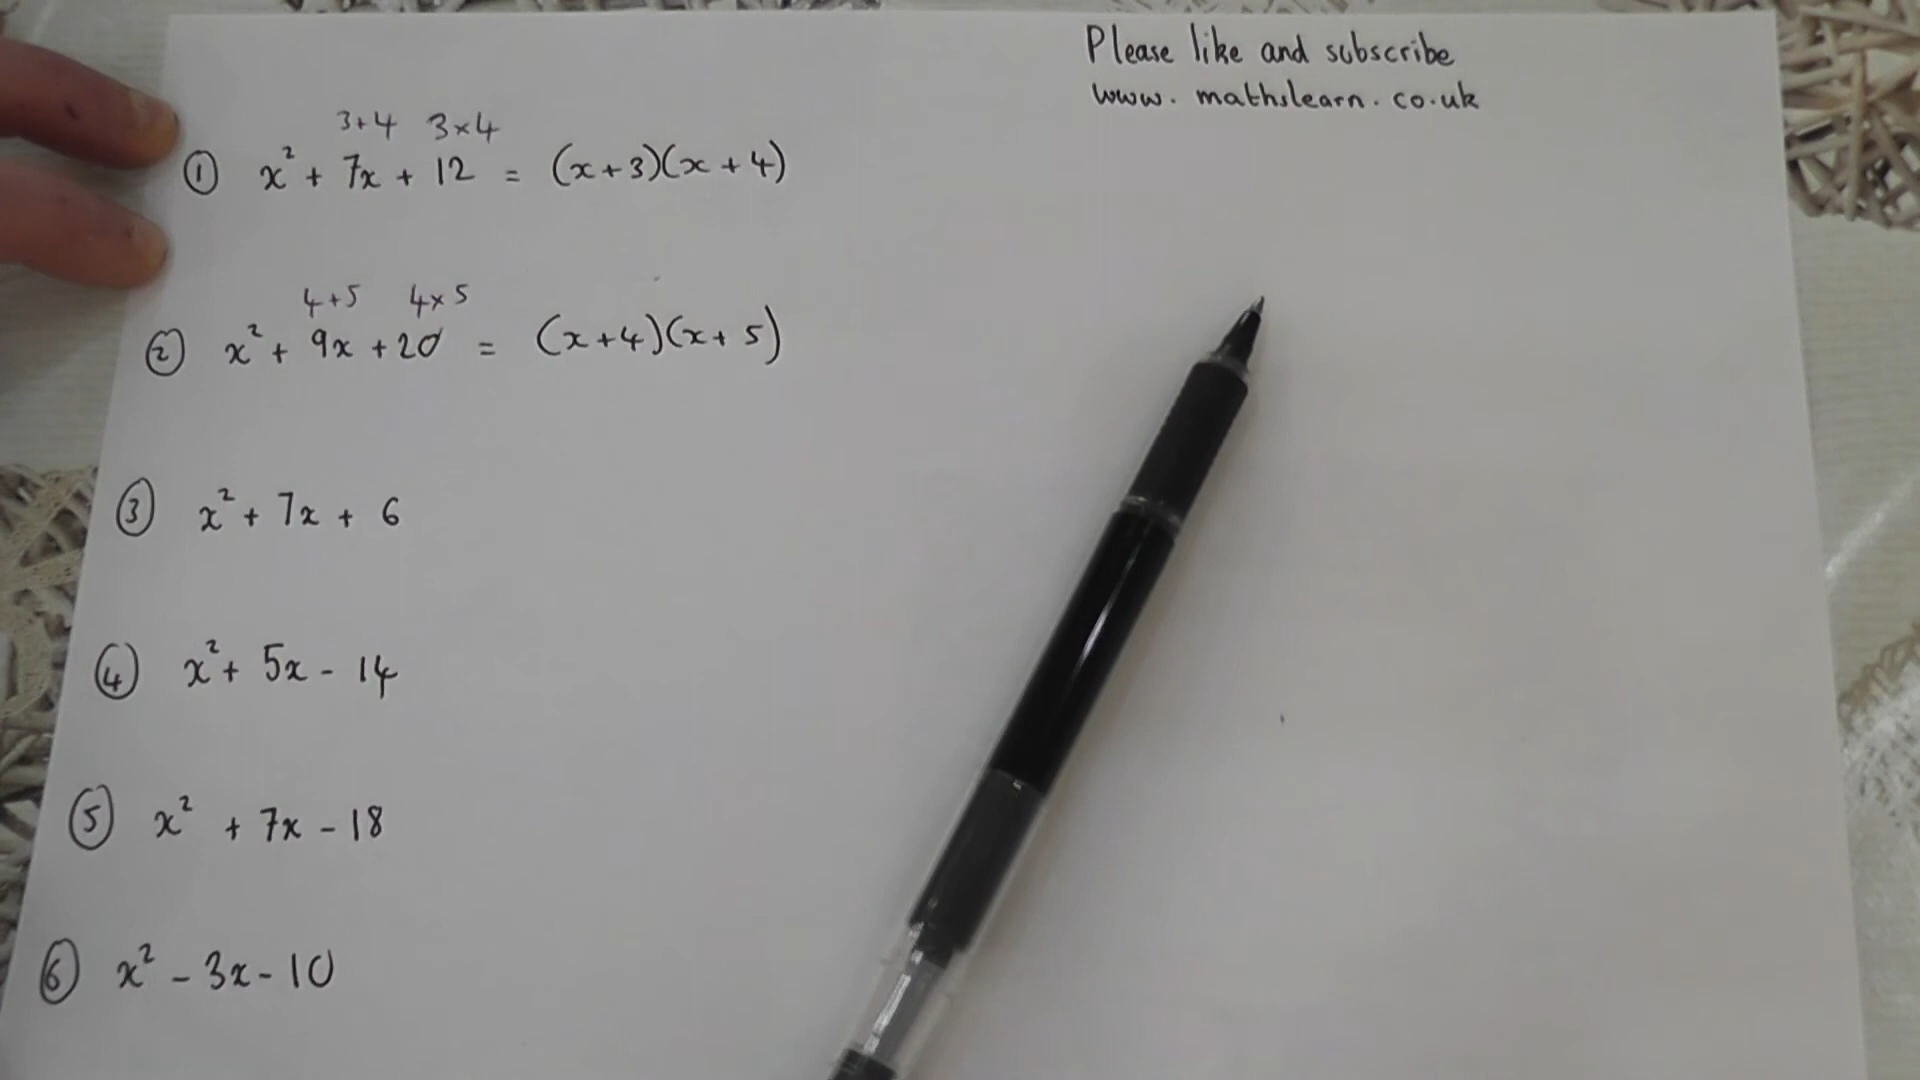 Please like and subscribe
www.mathslearn.co.uk
3+4 3×4
① x² + 7x + 12 = (x+3)(x+4)
4+5 4×5
② x² + 9x + 20 = (x+4)(x+5)
③ x² + 7x + 6
④ x² + 5x - 14
⑤ x² + 7x - 18
⑥ x² - 3x - 10